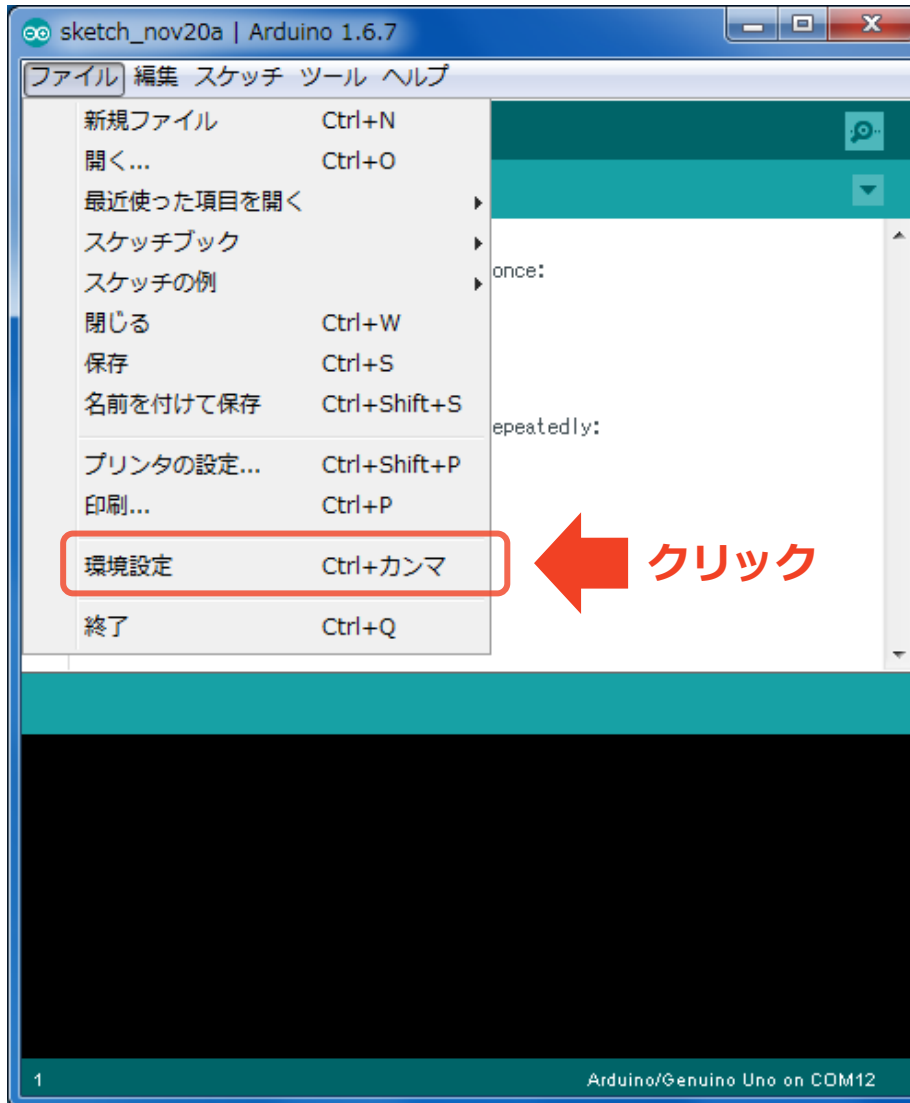 sketch_nov20a | Arduino 1.6.7
ファイル 編集 スケッチ ツール ヘルプ
新規ファイル Ctrl+N
開く... Ctrl+O
最近使った項目を開く
スケッチブック
スケッチの例
once:
閉じる Ctrl+W
保存 Ctrl+S
名前を付けて保存 Ctrl+Shift+S
epeatedly:
プリンタの設定... Ctrl+Shift+P
印刷... Ctrl+P
環境設定 Ctrl+カンマ
クリック
終了 Ctrl+Q
1 Arduino/Genuino Uno on COM12